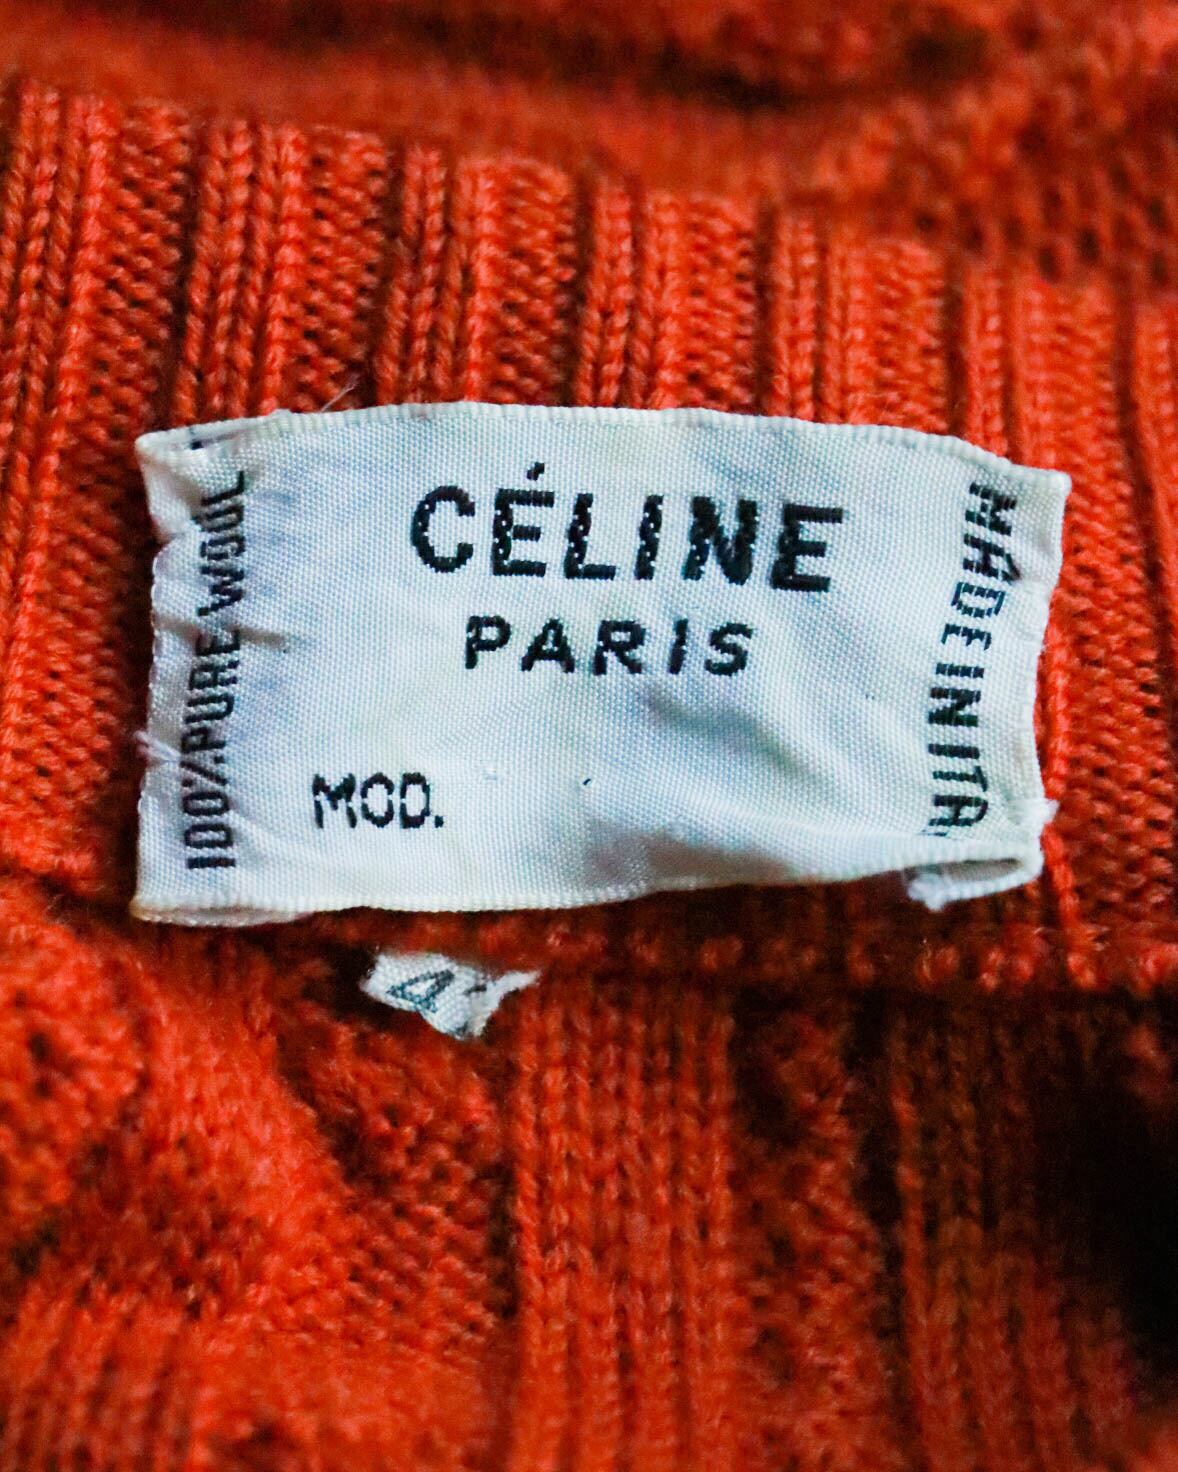 CÉLINE
PARIS
MOD.
100% PURE WOOL
MADE IN ITA